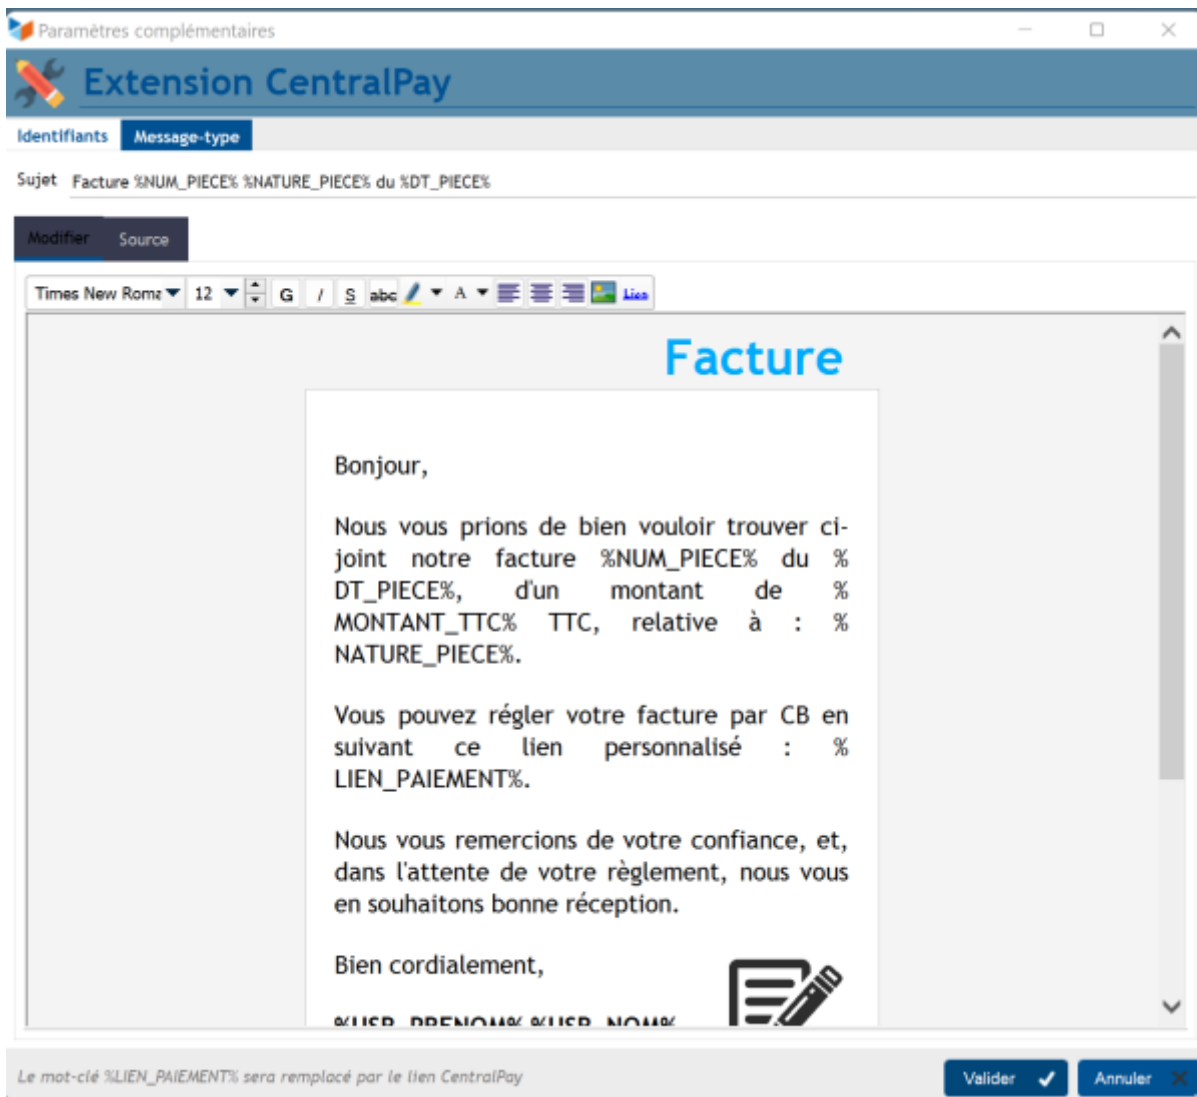 Paramètres complémentaires
Extension CentralPay
Identifiants Message-type
Sujet Facture %NUM_PIECE% %NATURE_PIECE% du %DT_PIECE%
Modifier Source
Times New Roma 12 G I S abc A Lien
Facture
Bonjour,
Nous vous prions de bien vouloir trouver ci-
joint notre facture %NUM_PIECE% du %
DT_PIECE%, d'un montant de %
MONTANT_TTC% TTC, relative à : %
NATURE_PIECE%.
Vous pouvez régler votre facture par CB en
suivant ce lien personnalisé : %
LIEN_PAIEMENT%.
Nous vous remercions de votre confiance, et,
dans l'attente de votre règlement, nous vous
en souhaitons bonne réception.
Bien cordialement,
%USR_PRENOM% %USR_NOM%
Le mot-clé %LIEN_PAIEMENT% sera remplacé par le lien CentralPay
Valider Annuler